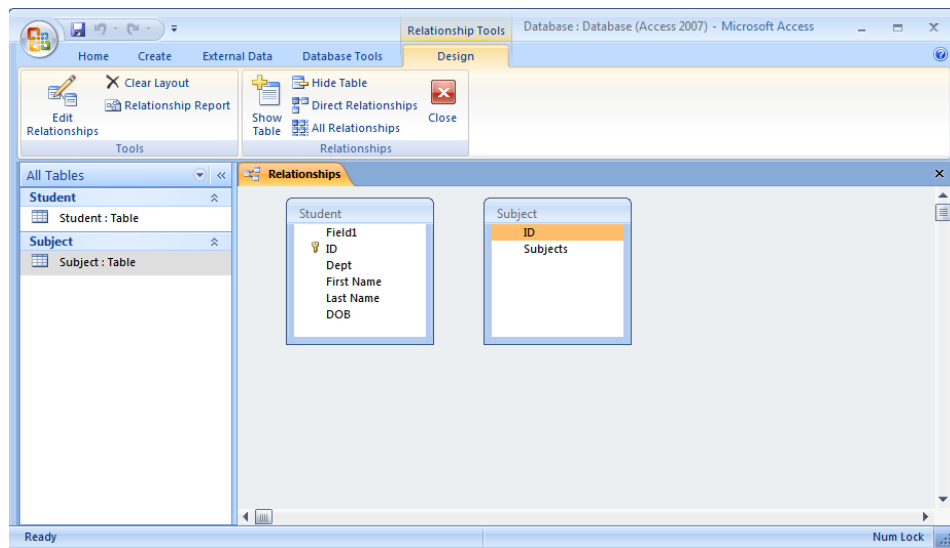 Relationship Tools
Database : Database (Access 2007) - Microsoft Access
Home Create External Data Database Tools Design
Edit Relationships
Clear Layout
Relationship Report
Tools
Show Table
Hide Table
Direct Relationships
All Relationships
Close
Relationships
All Tables
Student
Student : Table
Subject
Subject : Table
Relationships
Student
Field1
ID
Dept
First Name
Last Name
DOB
Subject
ID
Subjects
Ready
Num Lock